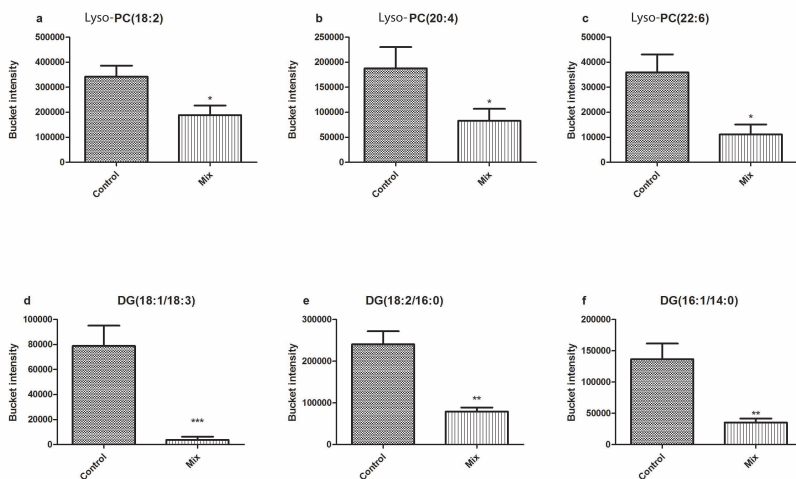 a Lyso-PC(18:2)
Bucket intensity
500000
400000
300000
200000
100000
0
*
Control
Mix
b Lyso-PC(20:4)
Bucket intensity
250000
200000
150000
100000
50000
0
*
Control
Mix
c Lyso-PC(22:6)
Bucket intensity
50000
40000
30000
20000
10000
0
*
Control
Mix
d DG(18:1/18:3)
Bucket intensity
100000
80000
60000
40000
20000
0
***
Control
Mix
e DG(18:2/16:0)
Bucket intensity
300000
200000
100000
0
**
Control
Mix
f DG(16:1/14:0)
Bucket intensity
200000
150000
100000
50000
0
**
Control
Mix